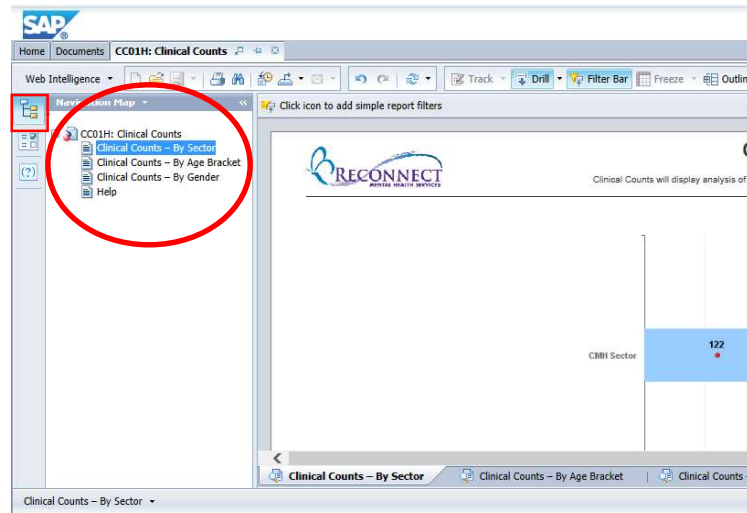 SAP
®
Home Documents CC01H: Clinical Counts
Web Intelligence Track Drill Filter Bar Freeze Outlin
Navigation Map
Click icon to add simple report filters
CC01H: Clinical Counts
Clinical Counts – By Sector
Clinical Counts – By Age Bracket
Clinical Counts – By Gender
Help
RECONNECT
MENTAL HEALTH SERVICES
C
Clinical Counts will display analysis of
122
CMH Sector
Clinical Counts – By Sector Clinical Counts – By Age Bracket Clinical Counts -
Clinical Counts – By Sector